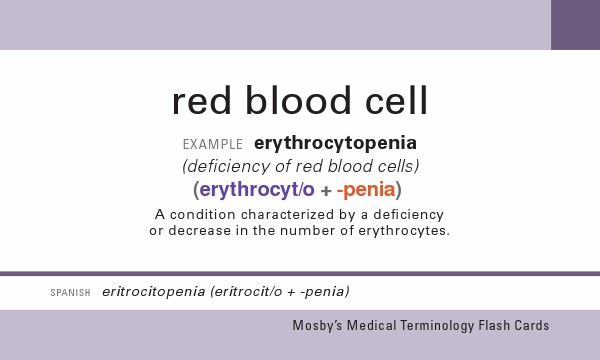 red blood cell
EXAMPLE erythrocytopenia
(deficiency of red blood cells)
(erythrocyt/o + -penia)
A condition characterized by a deficiency
or decrease in the number of erythrocytes.
SPANISH eritrocitopenia (eritrocit/o + -penia)
Mosby's Medical Terminology Flash Cards